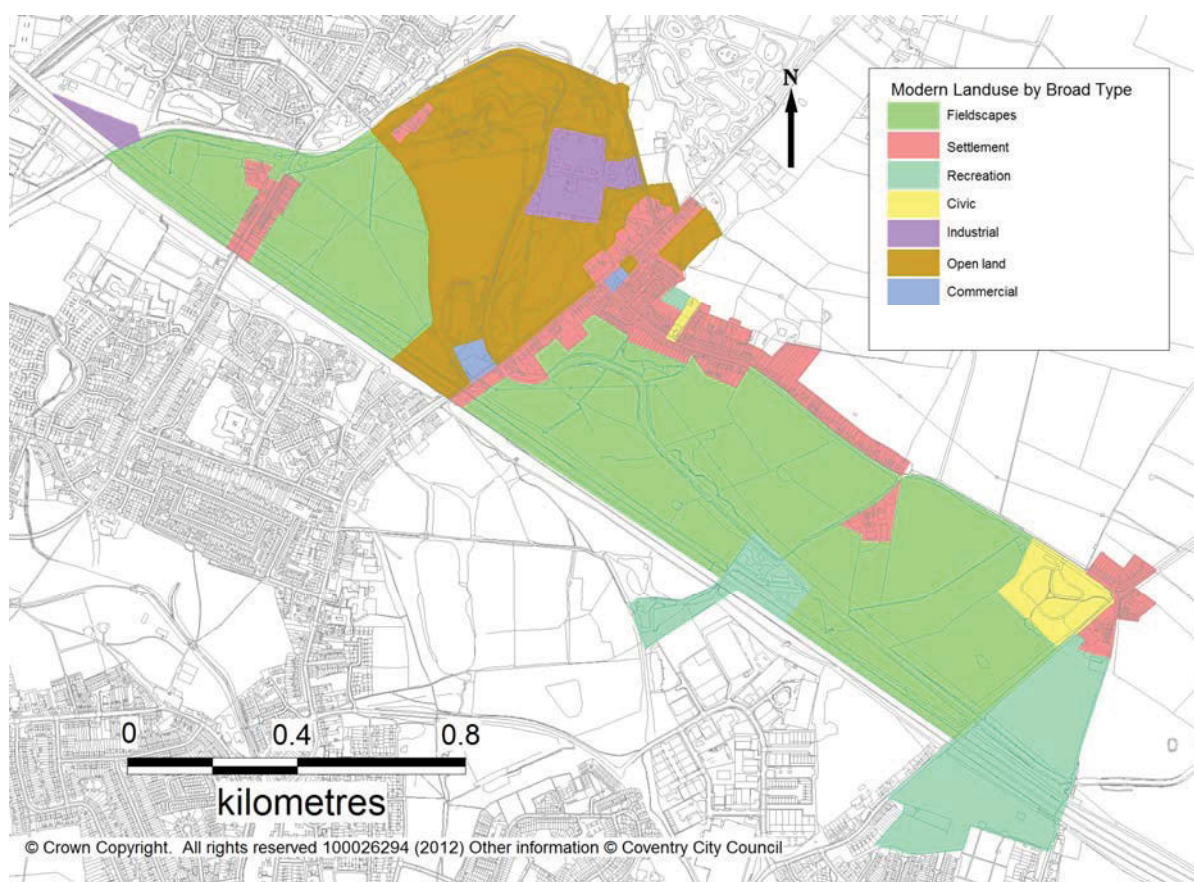 N
Modern Landuse by Broad Type
Fieldscapes
Settlement
Recreation
Civic
Industrial
Open land
Commercial
0 0.4 0.8
kilometres
© Crown Copyright. All rights reserved 100026294 (2012) Other information © Coventry City Council